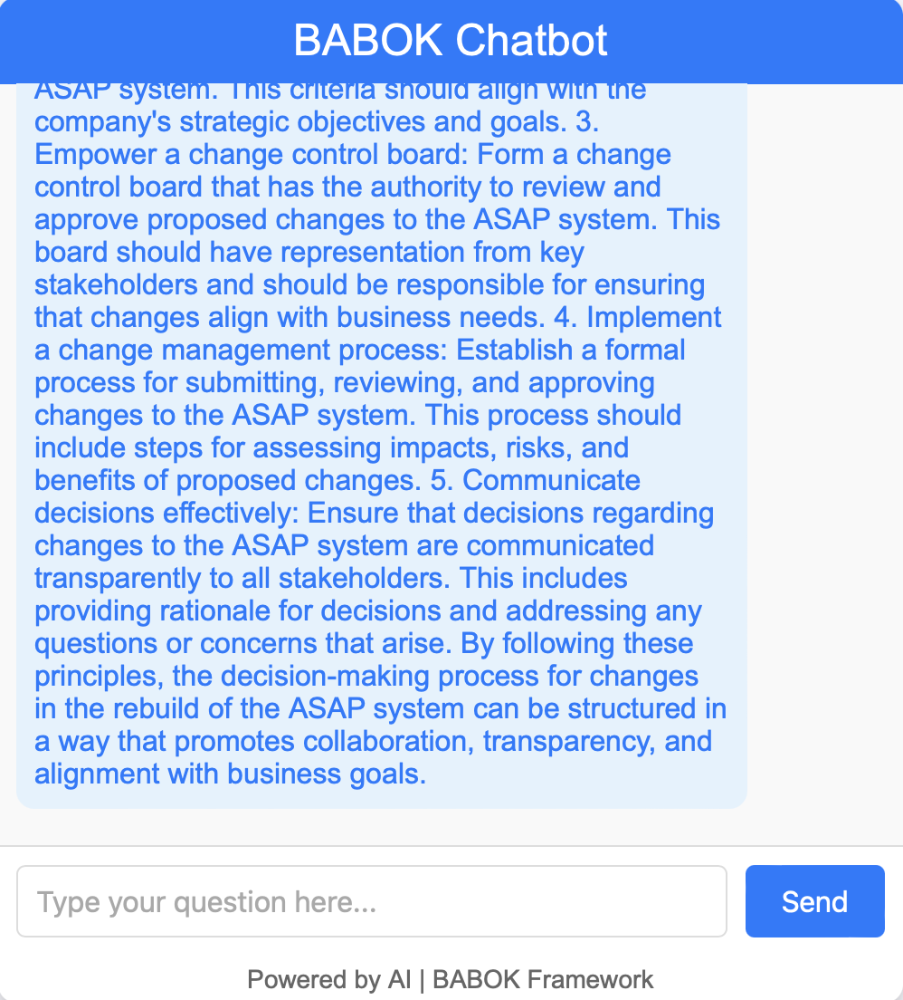 BABOK Chatbot
ASAP system. This criteria should align with the
company's strategic objectives and goals. 3.
Empower a change control board: Form a change
control board that has the authority to review and
approve proposed changes to the ASAP system. This
board should have representation from key
stakeholders and should be responsible for ensuring
that changes align with business needs. 4. Implement
a change management process: Establish a formal
process for submitting, reviewing, and approving
changes to the ASAP system. This process should
include steps for assessing impacts, risks, and
benefits of proposed changes. 5. Communicate
decisions effectively: Ensure that decisions regarding
changes to the ASAP system are communicated
transparently to all stakeholders. This includes
providing rationale for decisions and addressing any
questions or concerns that arise. By following these
principles, the decision-making process for changes
in the rebuild of the ASAP system can be structured in
a way that promotes collaboration, transparency, and
alignment with business goals.
Type your question here...
Send
Powered by AI | BABOK Framework